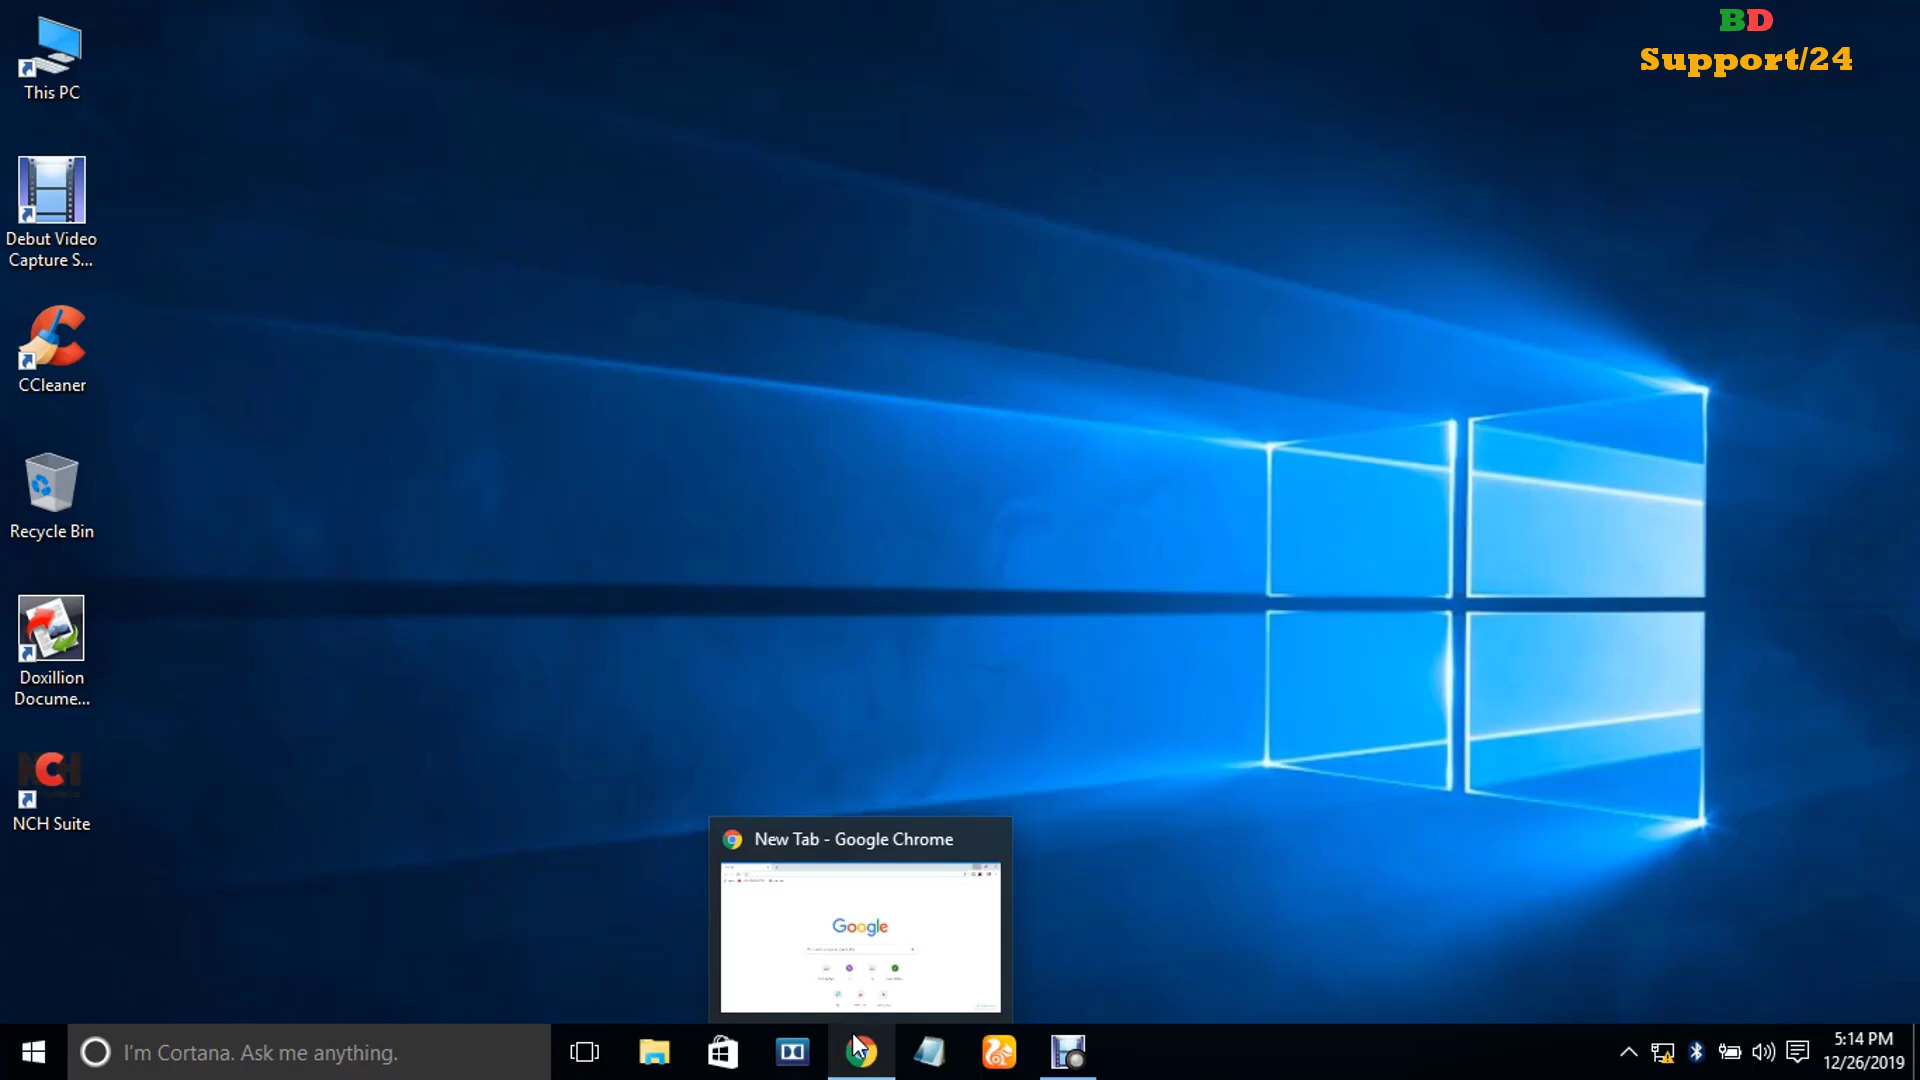 BD
Support/24
This PC
Debut Video
Capture S...
CCleaner
Recycle Bin
Doxillion
Docume...
NCH
NCH Suite
New Tab - Google Chrome
Google
I'm Cortana. Ask me anything.
5:14 PM
12/26/2019